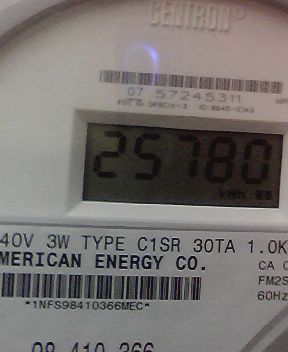 CENTRON®
07 57245311
25780
kWh
40V 3W TYPE C1SR 30TA 1.0K
MERICAN ENERGY CO.
CA 0
FM2S
60Hz
*1NFS98410366MEC*
98 410 366